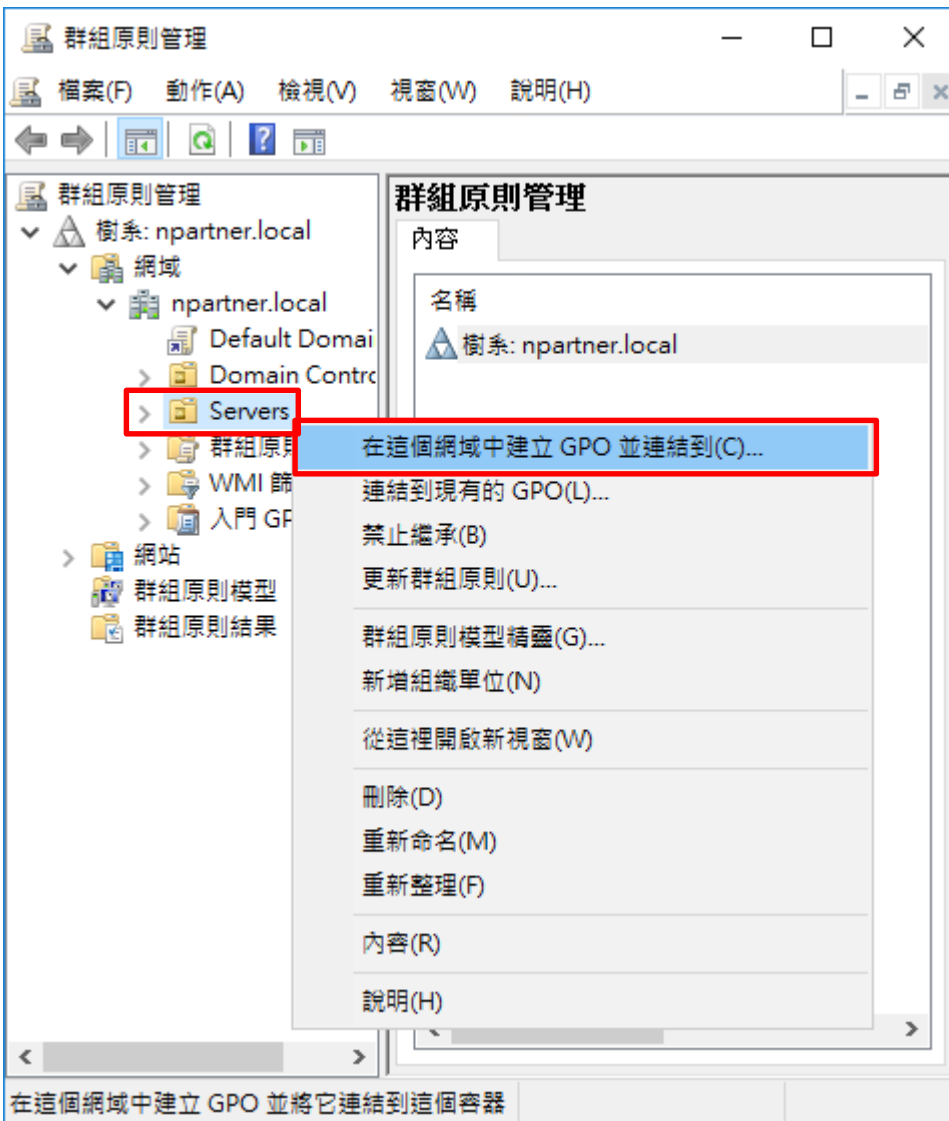 群組原則管理
檔案(F) 動作(A) 檢視(V) 視窗(W) 說明(H)
群組原則管理
樹系: npartner.local
網域
npartner.local
Default Domai
Domain Contrc
Servers
群組原則
WMI 篩
入門 GP
網站
群組原則模型
群組原則結果
群組原則管理
內容
名稱
樹系: npartner.local
在這個網域中建立 GPO 並連結到(C)...
連結到現有的 GPO(L)...
禁止繼承(B)
更新群組原則(U)...
群組原則模型精靈(G)...
新增組織單位(N)
從這裡開啟新視窗(W)
刪除(D)
重新命名(M)
重新整理(F)
內容(R)
說明(H)
在這個網域中建立 GPO 並將它連結到這個容器